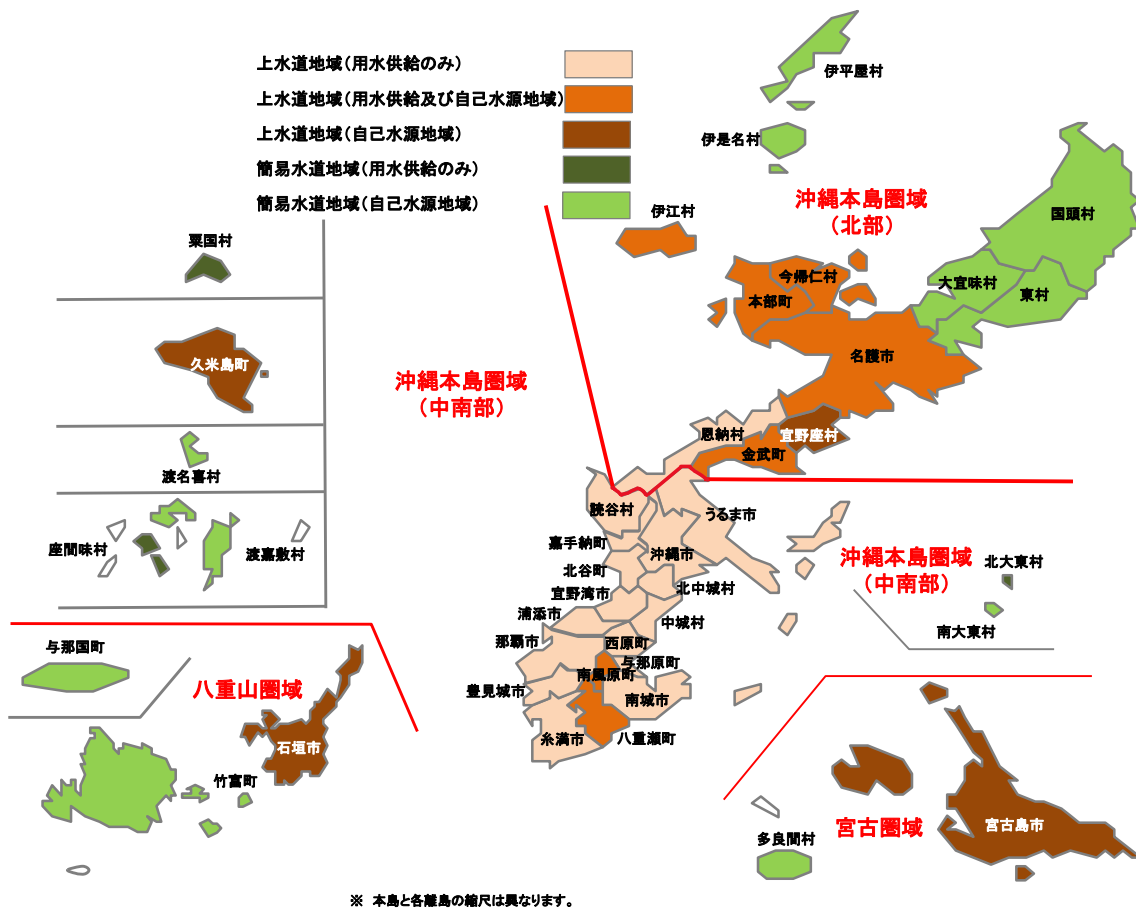 上水道地域（用水供給のみ）
上水道地域（用水供給及び自己水源地域）
上水道地域（自己水源地域）
簡易水道地域（用水供給のみ）
簡易水道地域（自己水源地域）
伊平屋村
伊是名村
伊江村
沖縄本島圏域
（北部）
国頭村
大宜味村
東村
今帰仁村
本部町
名護市
粟国村
久米島町
沖縄本島圏域
（中南部）
恩納村
宜野座村
金武町
渡名喜村
座間味村
渡嘉敷村
読谷村
うるま市
嘉手納町
沖縄市
北谷町
北中城村
宜野湾市
浦添市
中城村
那覇市
西原町
与那原町
南風原町
豊見城市
南城市
糸満市
八重瀬町
沖縄本島圏域
（中南部）
北大東村
南大東村
与那国町
八重山圏域
石垣市
竹富町
宮古圏域
宮古島市
多良間村
※ 本島と各離島の縮尺は異なります。